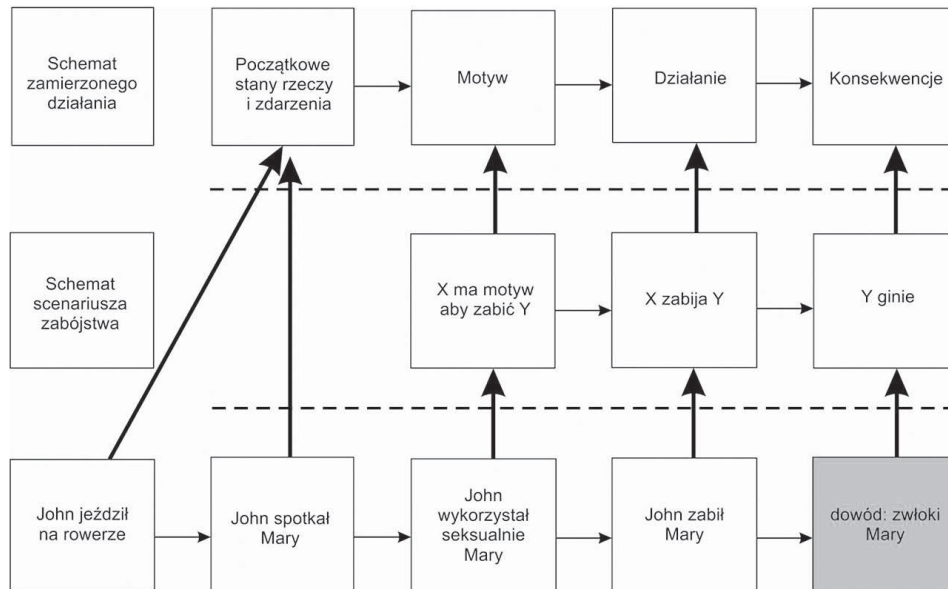 Schemat
zamierzonego
działania
Początkowe
stany rzeczy
i zdarzenia
Motyw
Działanie
Konsekwencje
Schemat
scenariusza
zabójstwa
X ma motyw
aby zabić Y
X zabija Y
Y ginie
John jeździł
na rowerze
John spotkał
Mary
John
wykorzystał
seksualnie
Mary
John zabił
Mary
dowód: zwłoki
Mary